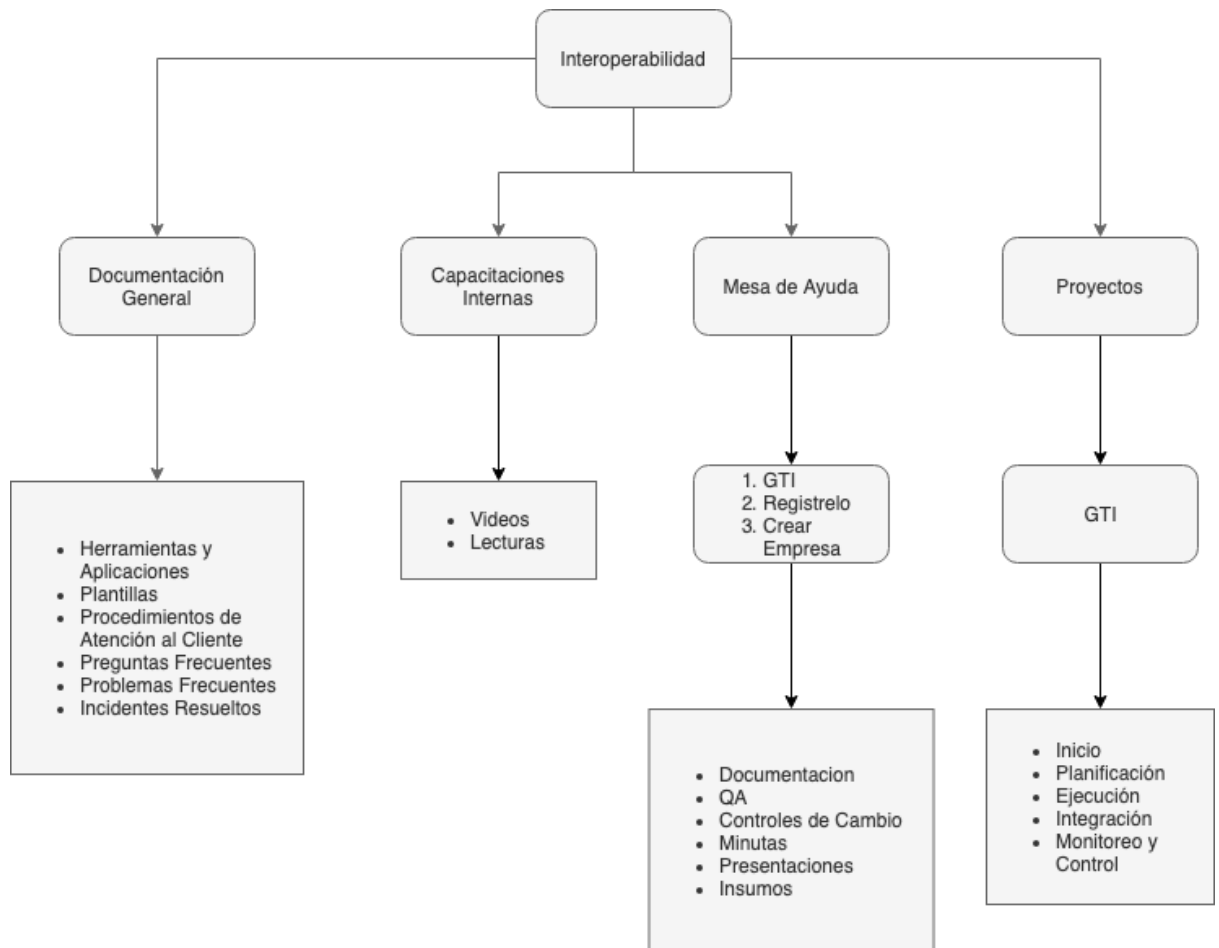 Interoperabilidad
Documentación
General
Capacitaciones
Internas
Mesa de Ayuda
Proyectos
• Herramientas y
Aplicaciones
• Plantillas
• Procedimientos de
Atención al Cliente
• Preguntas Frecuentes
• Problemas Frecuentes
• Incidentes Resueltos
• Videos
• Lecturas
1. GTI
2. Registrelo
3. Crear
Empresa
GTI
• Documentacion
• QA
• Controles de Cambio
• Minutas
• Presentaciones
• Insumos
• Inicio
• Planificación
• Ejecución
• Integración
• Monitoreo y
Control